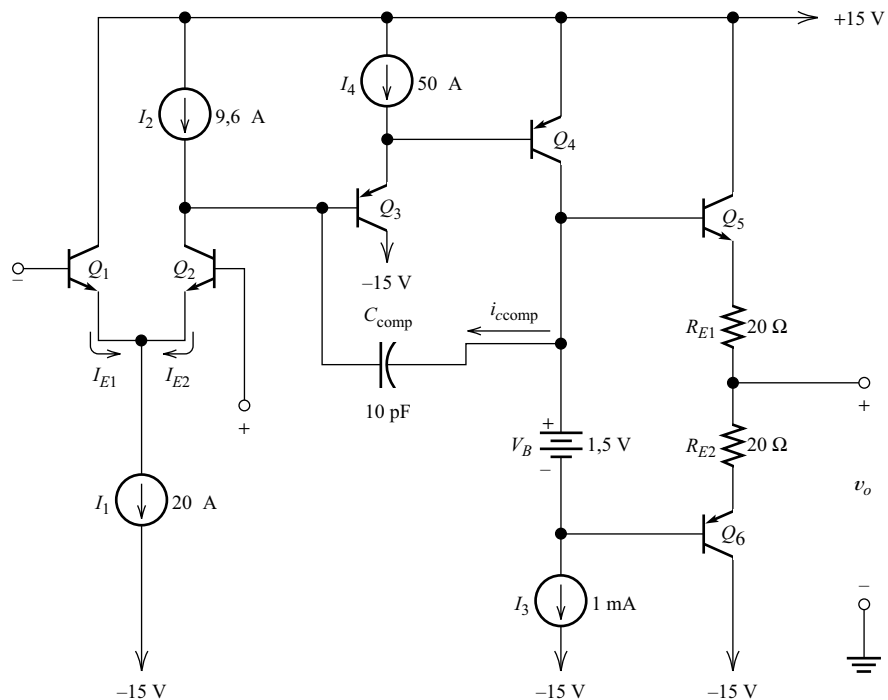 +15 V
I4
50 A
I2
9,6 A
Q4
Q3
Q5
Q1
Q2
–15 V
–
Ccomp
iccomp
RE1
20 Ω
IE1
IE2
10 pF
+
+
+
VB
1,5 V
–
RE2
20 Ω
I1
20 A
vo
Q6
–
I3
1 mA
–15 V
–15 V
–15 V